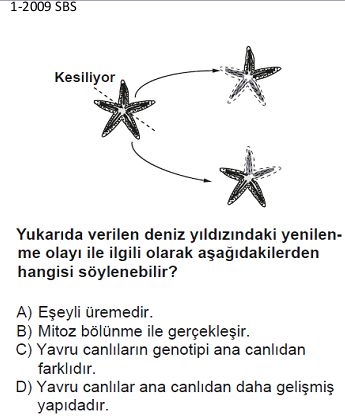 1-2009 SBS
Kesiliyor
Yukarıda verilen deniz yıldızındaki yenilen-
me olayı ile ilgili olarak aşağıdakilerden
hangisi söylenebilir?
A) Eşeyli üremedir.
B) Mitoz bölünme ile gerçekleşir.
C) Yavru canlıların genotipi ana canlıdan
farklıdır.
D) Yavru canlılar ana canlıdan daha gelişmiş
yapıdadır.